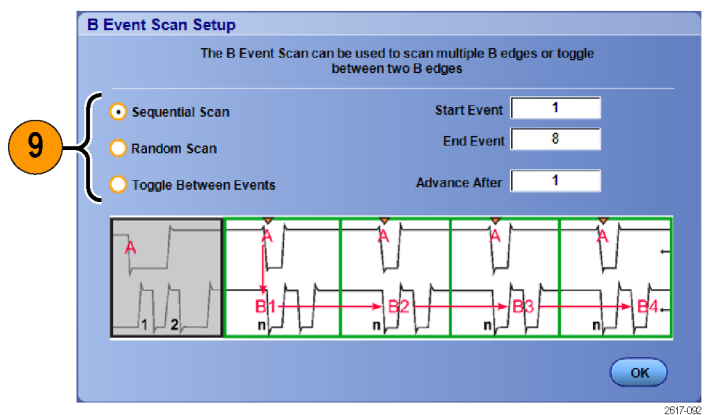 B Event Scan Setup
The B Event Scan can be used to scan multiple B edges or toggle
between two B edges
9
Sequential Scan
Start Event 1
Random Scan
End Event 8
Toggle Between Events
Advance After 1
A A A A A
B1 B2 B3 B4
1 2 n n n n
OK
2617-092